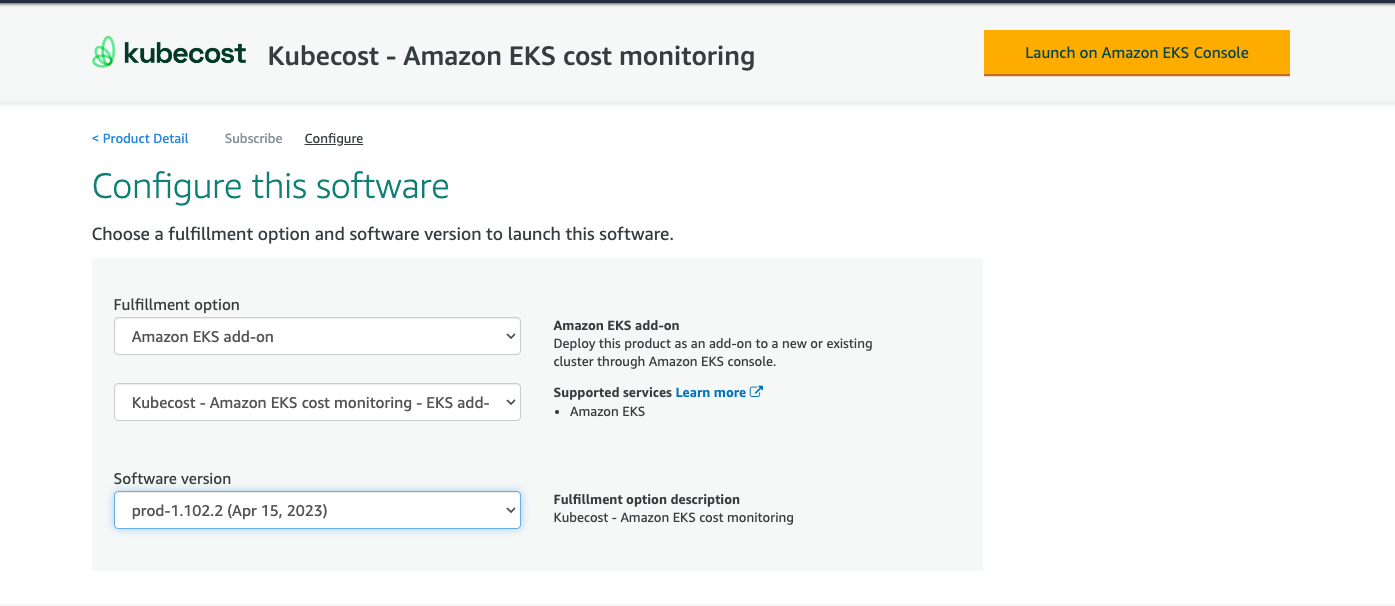 kubecost
Kubecost - Amazon EKS cost monitoring
Launch on Amazon EKS Console
< Product Detail
Subscribe
Configure
Configure this software
Choose a fulfillment option and software version to launch this software.
Fulfillment option
Amazon EKS add-on
Amazon EKS add-on
Deploy this product as an add-on to a new or existing
cluster through Amazon EKS console.
Kubecost - Amazon EKS cost monitoring - EKS add-
Supported services Learn more
• Amazon EKS
Software version
prod-1.102.2 (Apr 15, 2023)
Fulfillment option description
Kubecost - Amazon EKS cost monitoring